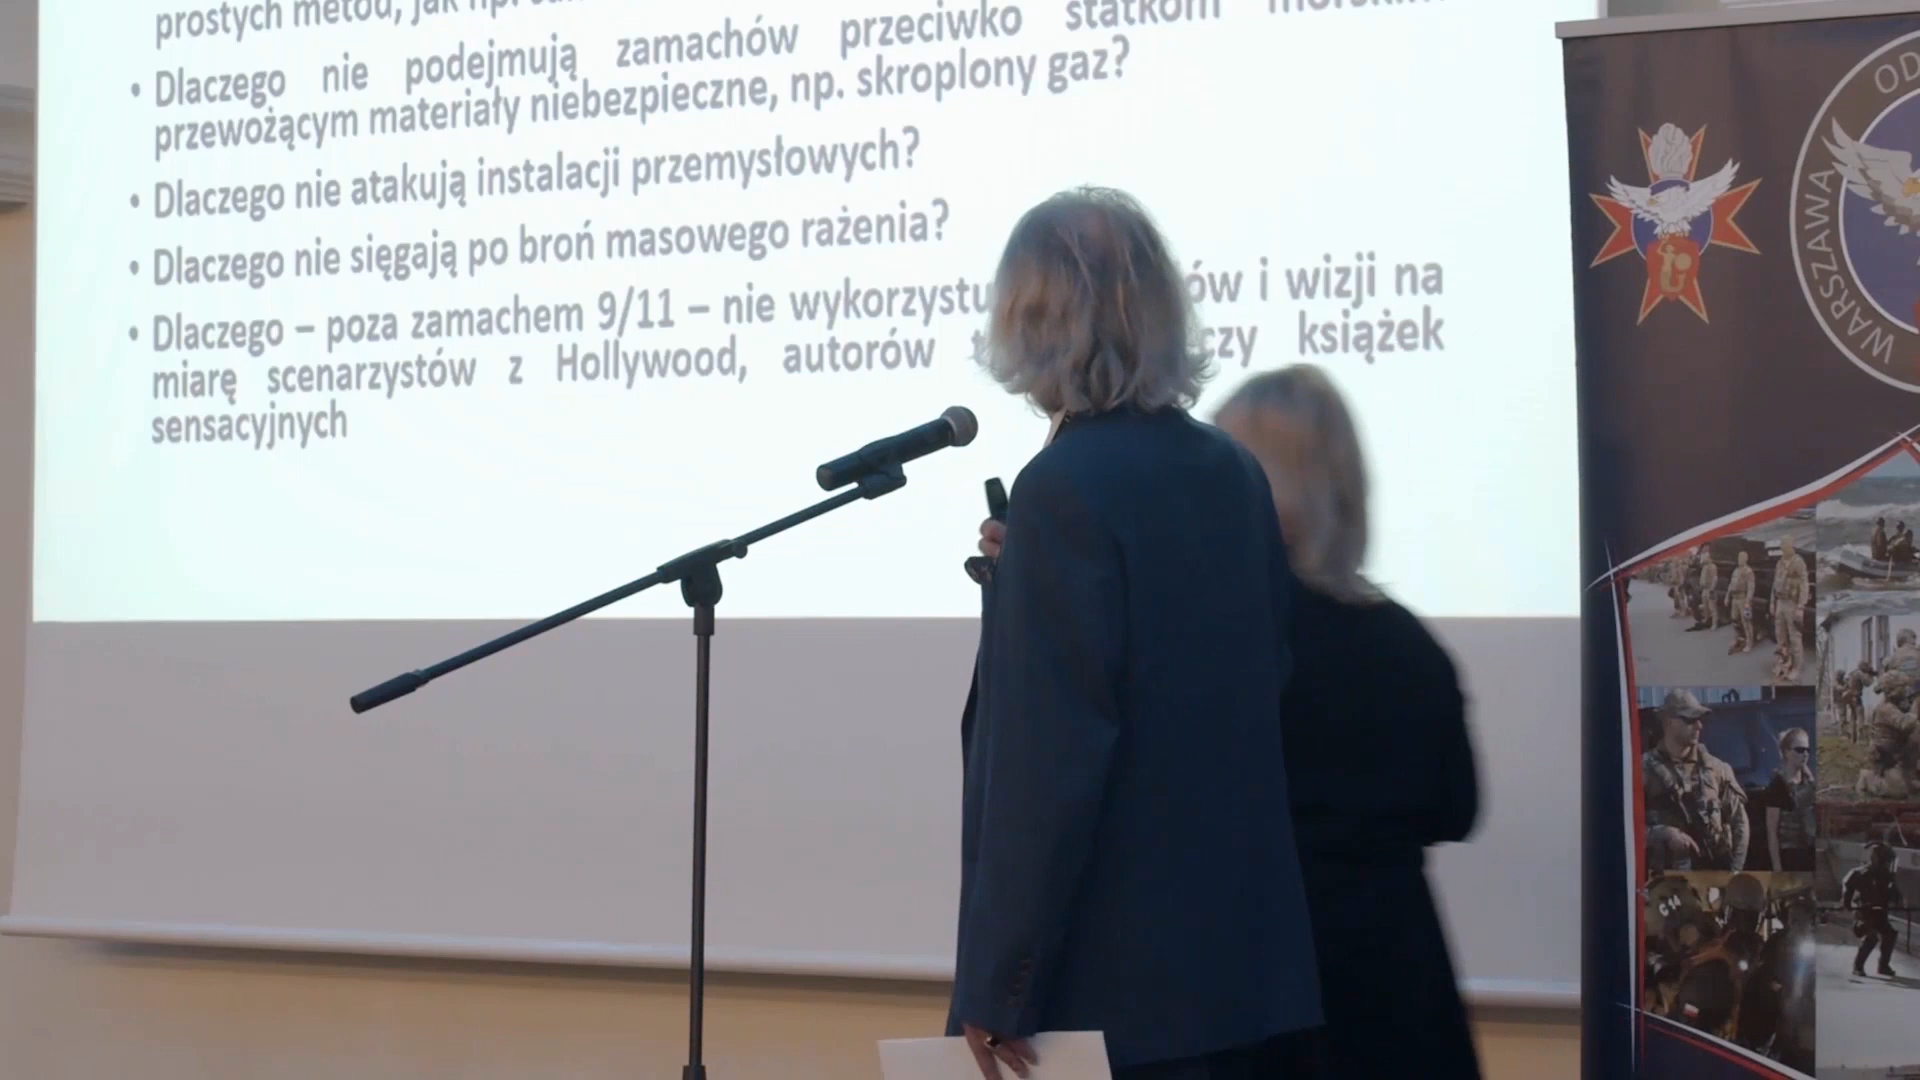 prostych metod, jak np.
• Dlaczego nie podejmują zamachów przeciwko statkom morskim
przewożącym materiały niebezpieczne, np. skroplony gaz?
• Dlaczego nie atakują instalacji przemysłowych?
• Dlaczego nie sięgają po broń masowego rażenia?
• Dlaczego – poza zamachem 9/11 – nie wykorzystu ów i wizji na
miarę scenarzystów z Hollywood, autorów czy książek
sensacyjnych
OD
WARSZAWA